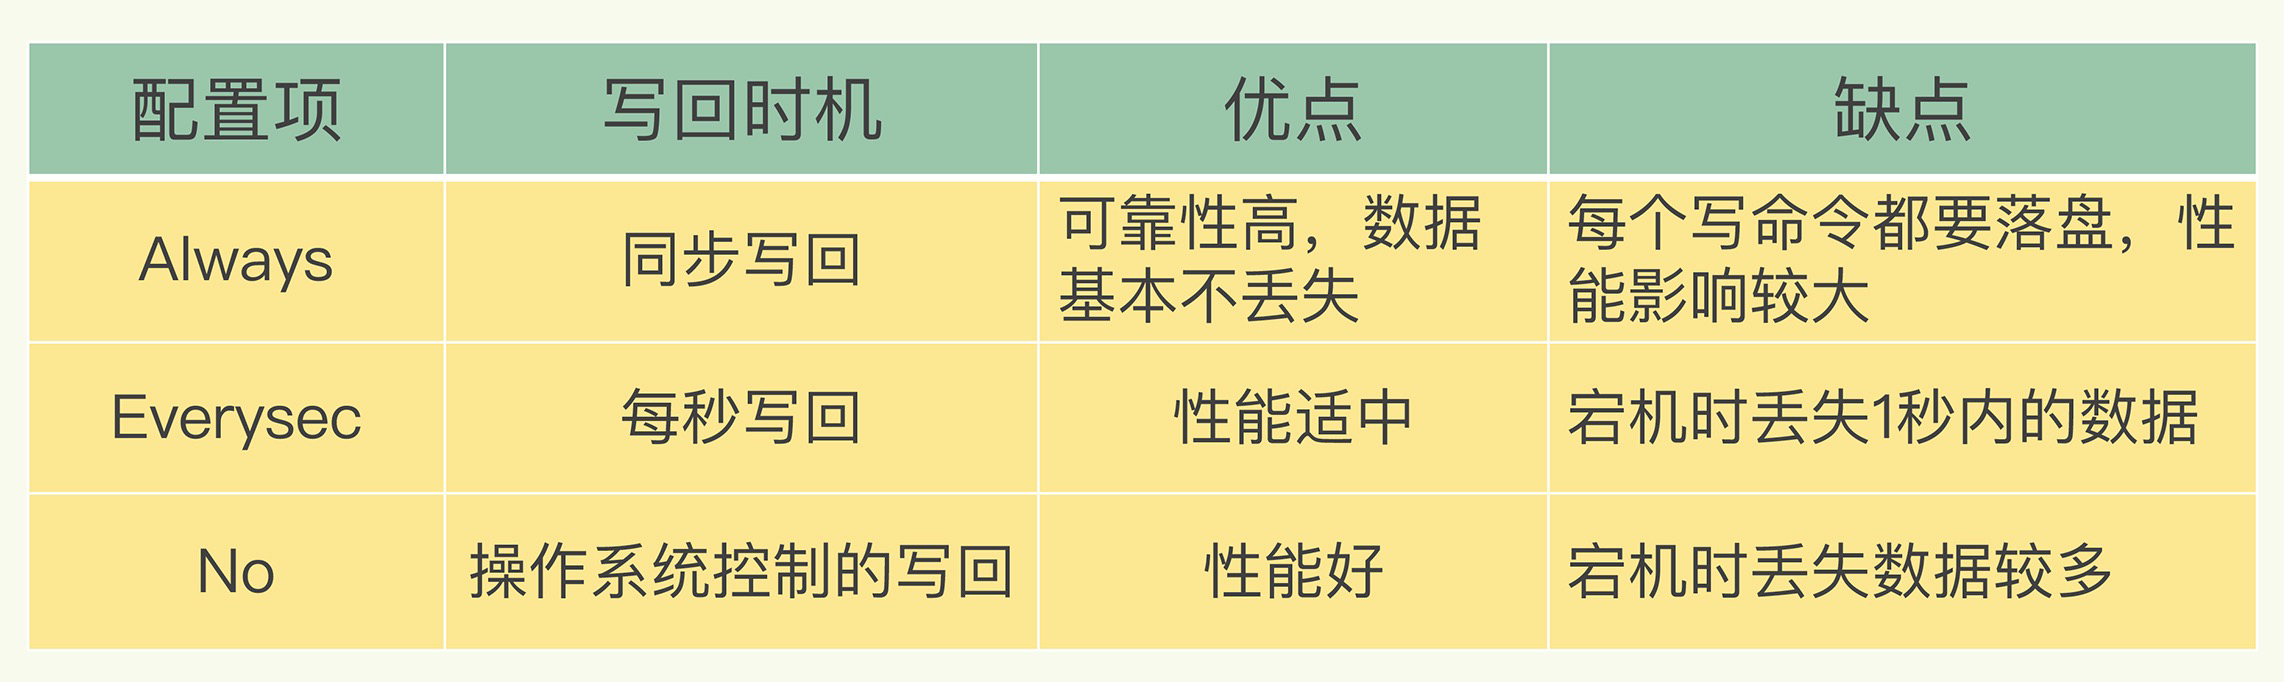 配置项 写回时机 优点 缺点
Always 同步写回 可靠性高，数据基本不丢失 每个写命令都要落盘，性能影响较大
Everysec 每秒写回 性能适中 宕机时丢失1秒内的数据
No 操作系统控制的写回 性能好 宕机时丢失数据较多